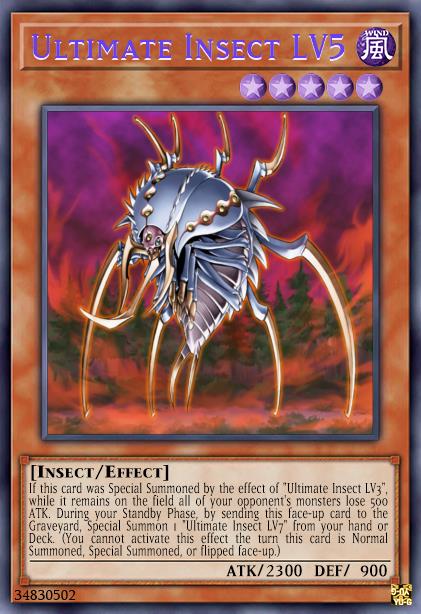 ULTIMATE INSECT LV5
WIND
風
[INSECT/EFFECT]
If this card was Special Summoned by the effect of "Ultimate Insect LV3",
while it remains on the field all of your opponent's monsters lose 500
ATK. During your Standby Phase, by sending this face-up card to the
Graveyard, Special Summon 1 "Ultimate Insect LV7" from your hand or
Deck. (You cannot activate this effect the turn this card is Normal
Summoned, Special Summoned, or flipped face-up.)
ATK/2300 DEF/ 900
34830502